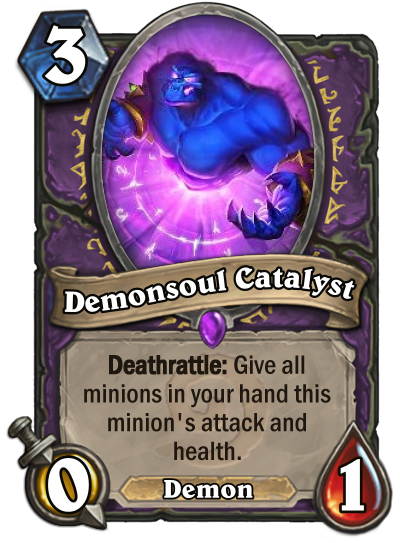 3
Demonsoul Catalyst
Deathrattle: Give all
minions in your hand this
minion's attack and
health.
0
Demon
1